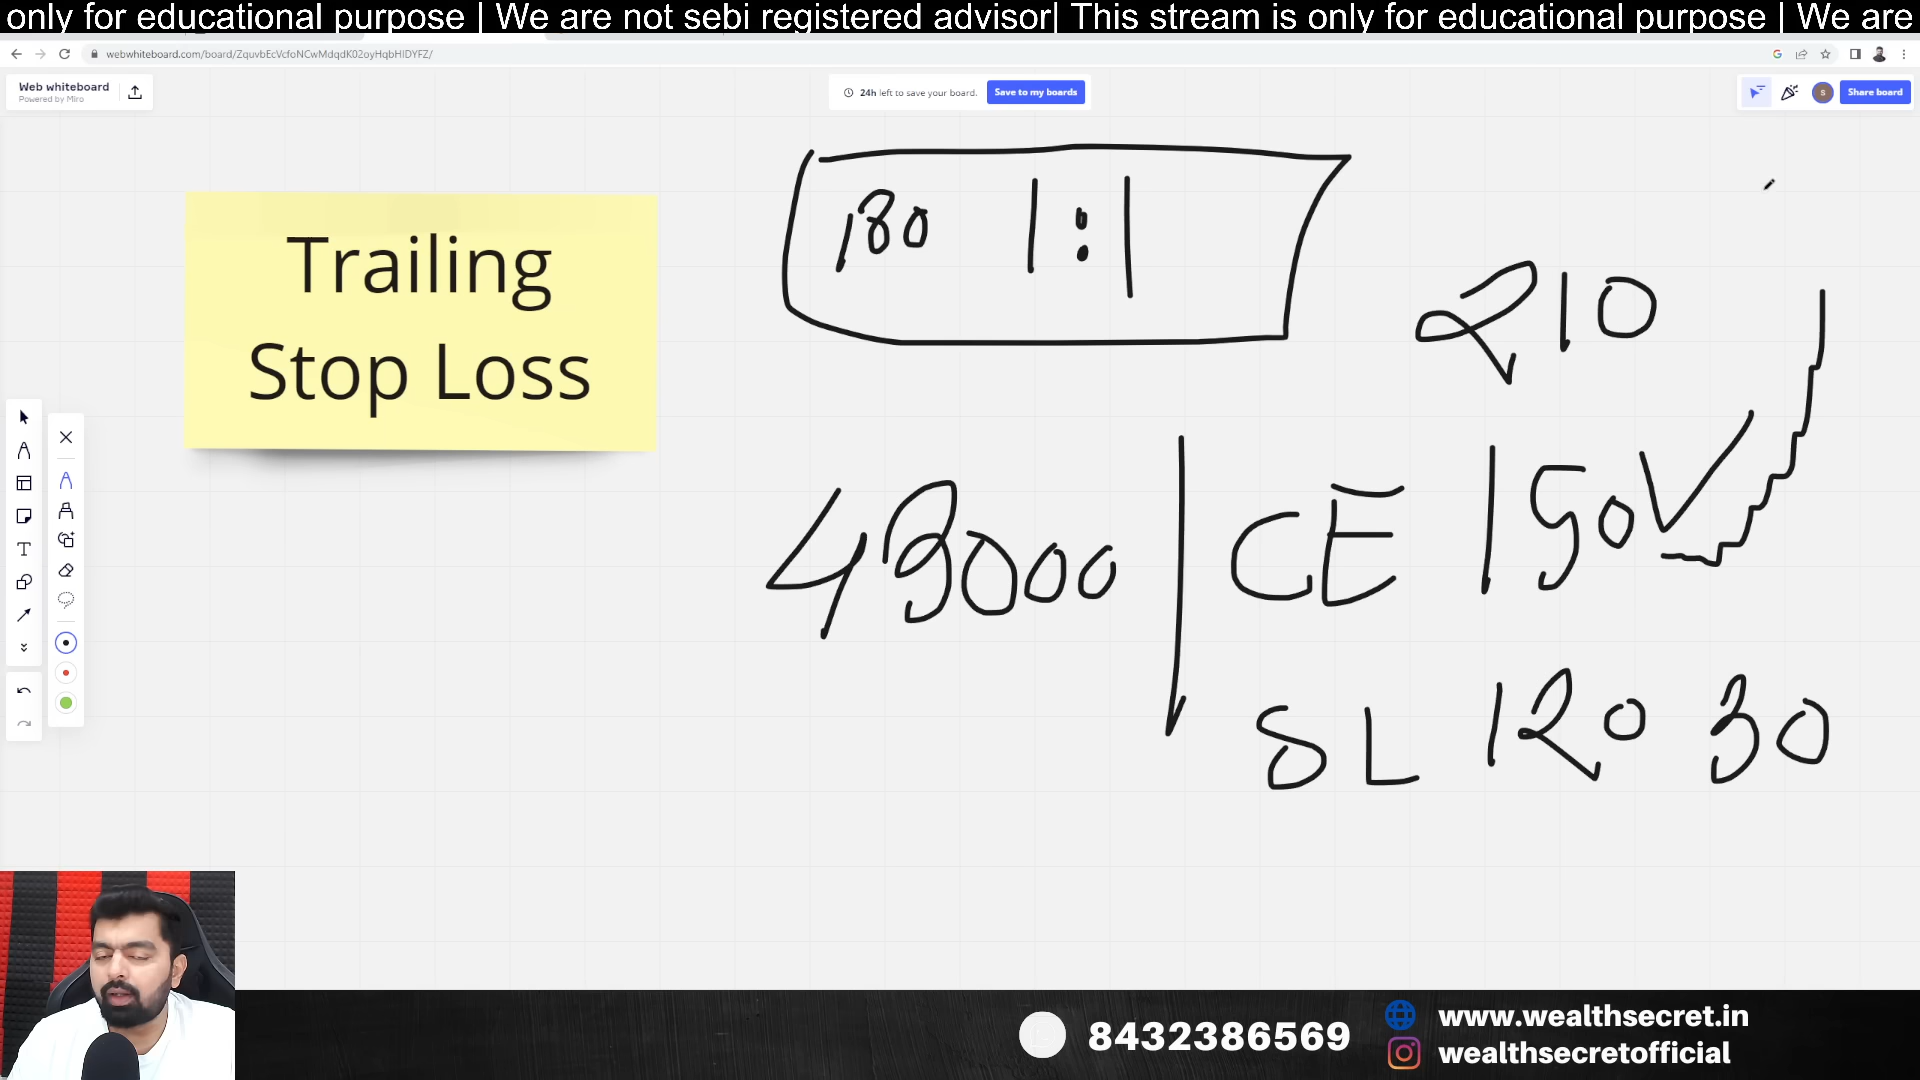 only for educational purpose | We are not sebi registered advisor| This stream is only for educational purpose | We are
webwhiteboard.com/board/ZquvbEcVcfoNCwMdqdK02oyHqbHIDYFZ/
Web whiteboard
Powered by Miro
24h left to save your board.
Save to my boards
S
Share board
Trailing
Stop Loss
180 1:1
210
49000 | CE 150
SL 120 30
8432386569
www.wealthsecret.in
wealthsecretofficial